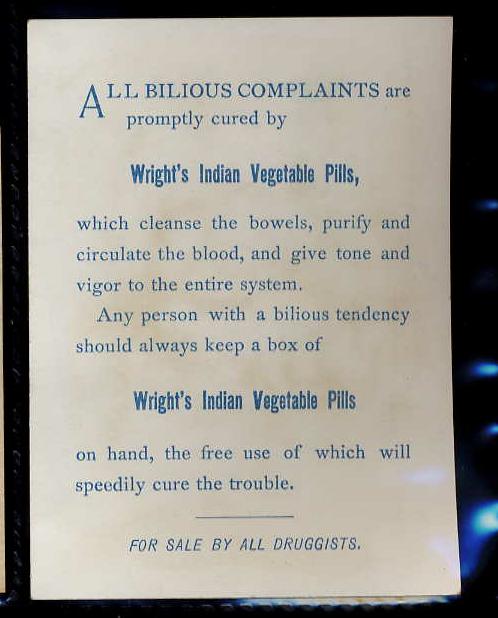 ALL BILIOUS COMPLAINTS are
promptly cured by
Wright's Indian Vegetable Pills,
which cleanse the bowels, purify and
circulate the blood, and give tone and
vigor to the entire system.
Any person with a bilious tendency
should always keep a box of
Wright's Indian Vegetable Pills
on hand, the free use of which will
speedily cure the trouble.
FOR SALE BY ALL DRUGGISTS.